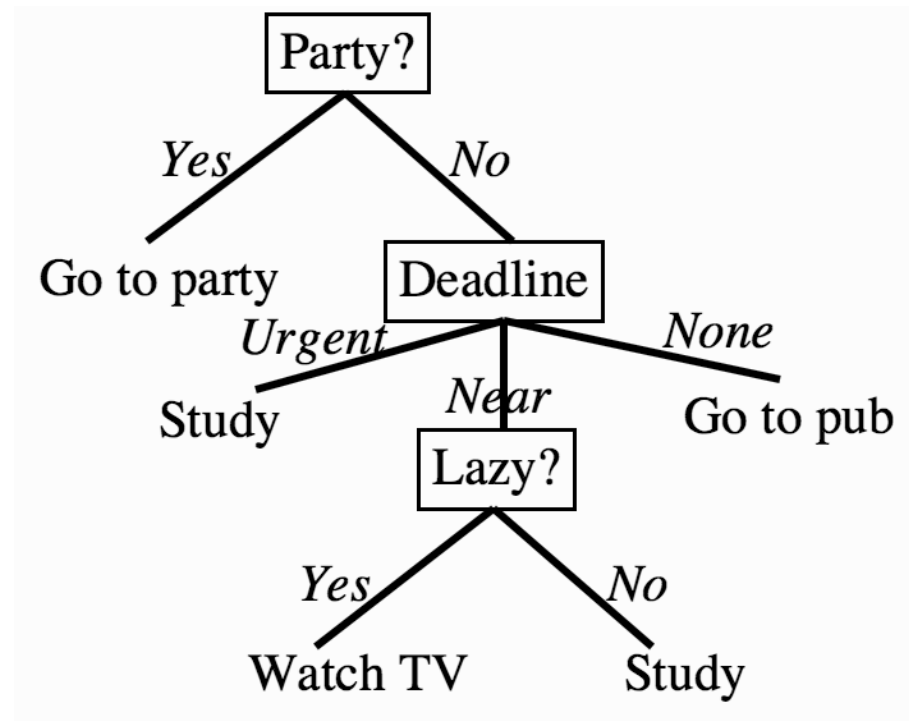 Party?
Yes
No
Go to party
Deadline
Urgent
None
Near
Study
Go to pub
Lazy?
Yes
No
Watch TV
Study